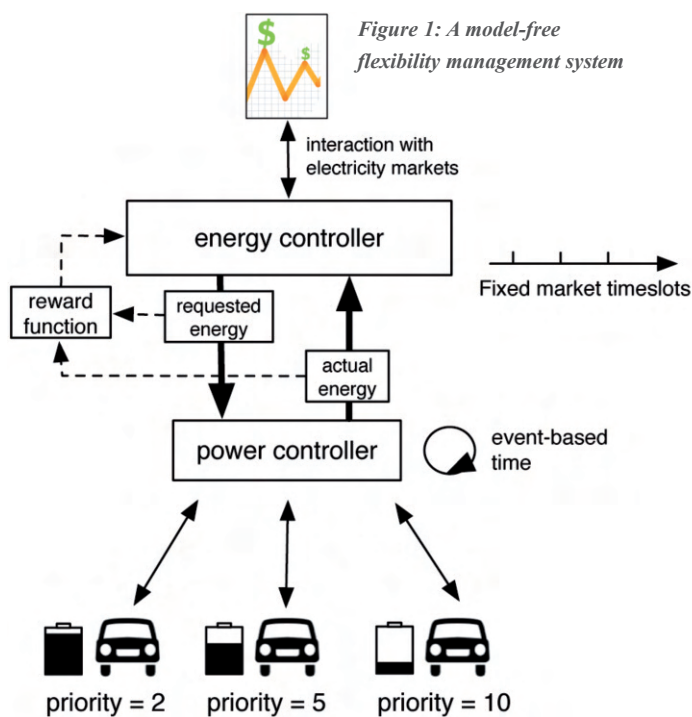 Figure 1: A model-free
flexibility management system
$
$
interaction with
electricity markets
energy controller
Fixed market timeslots
reward
function
requested
energy
actual
energy
power controller
event-based
time
priority = 2
priority = 5
priority = 10